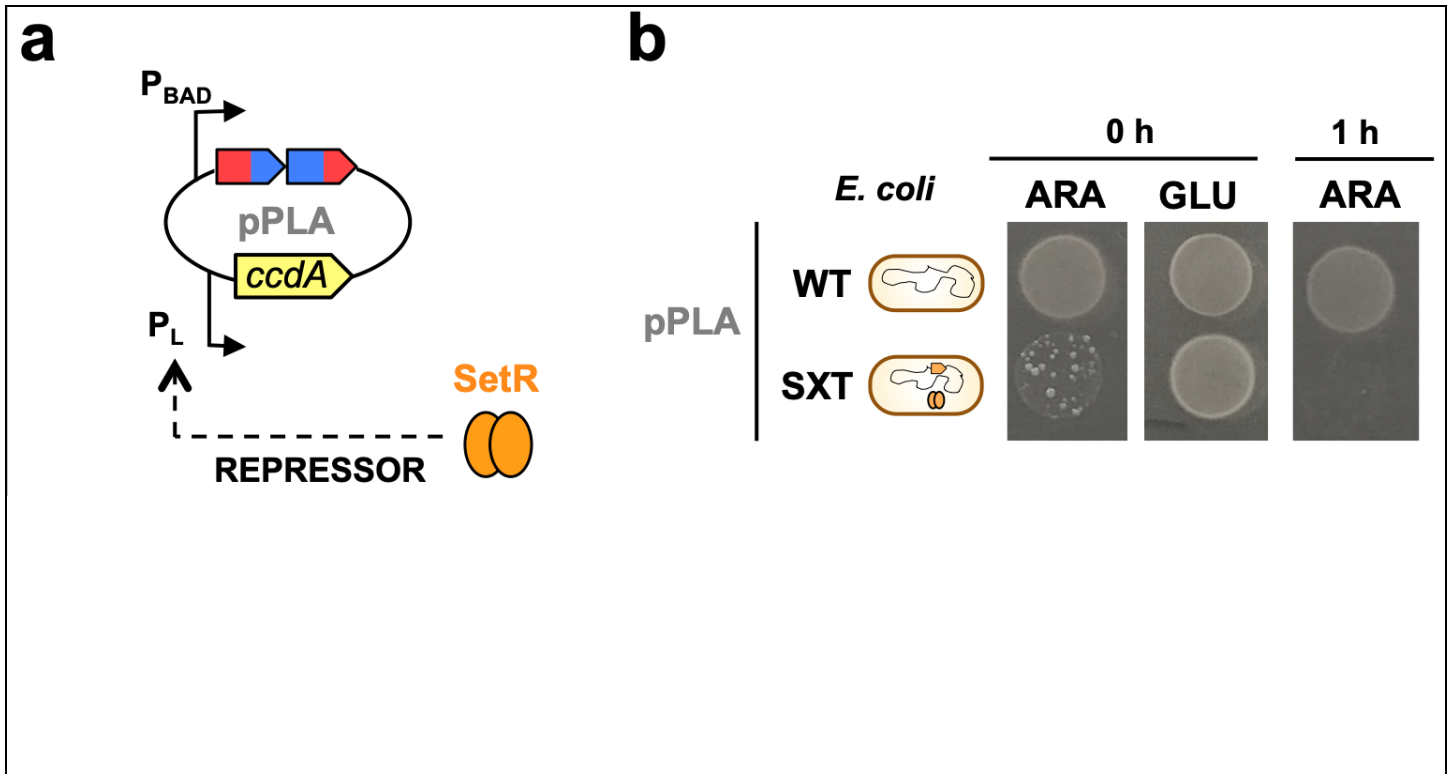 a
P_BAD
pPLA
ccdA
P_L
SetR
REPRESSOR
b
0 h
1 h
E. coli
ARA
GLU
ARA
pPLA
WT
SXT